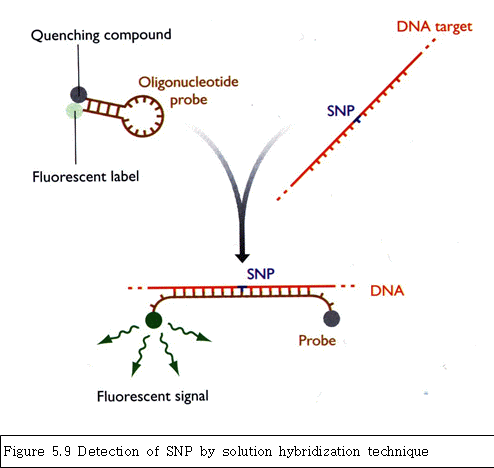 DNA target
Quenching compound
Oligonucleotide
probe
SNP
Fluorescent label
SNP
DNA
Probe
Fluorescent signal
Figure 5.9 Detection of SNP by solution hybridization technique